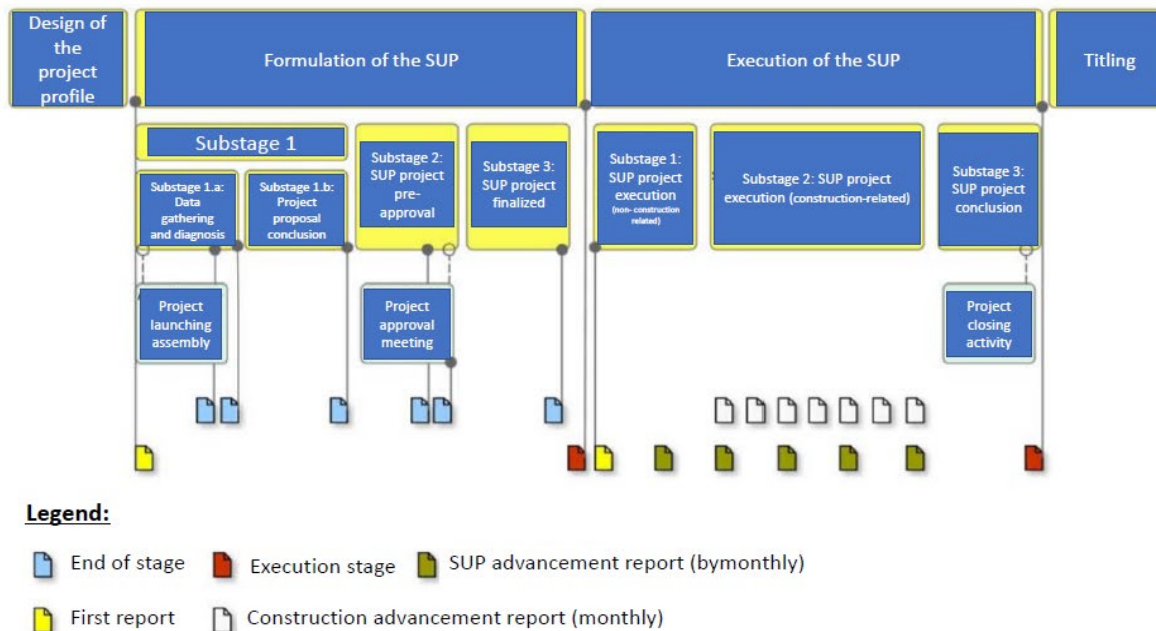 Design of
the
project
profile
Formulation of the SUP
Execution of the SUP
Titling
Substage 1
Substage 1.a:
Data
gathering
and diagnosis
Substage 1.b:
Project
proposal
conclusion
Substage 2:
SUP project
pre-
approval
Substage 3:
SUP project
finalized
Substage 1:
SUP project
execution
(non- construction
related)
Substage 2: SUP project
execution (construction-related)
Substage 3:
SUP project
conclusion
Project
launching
assembly
Project
approval
meeting
Project
closing
activity
Legend:
End of stage
Execution stage
SUP advancement report (bymonthly)
First report
Construction advancement report (monthly)